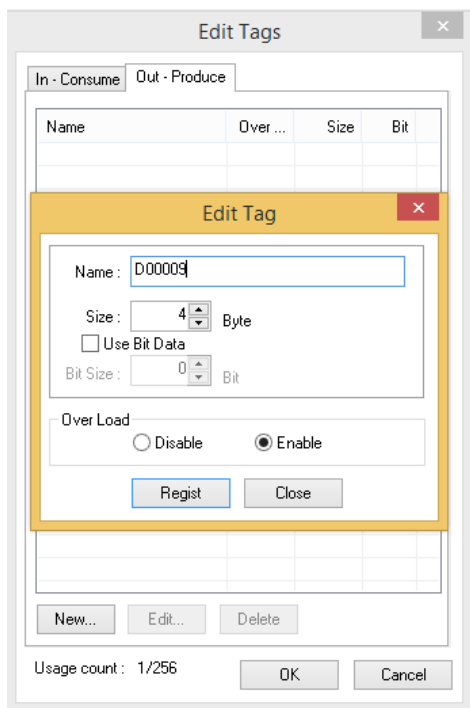 Edit Tags
In - Consume Out - Produce
Name Over ... Size Bit
Edit Tag
Name : D00009
Size : 4 Byte
Use Bit Data
Bit Size : 0 Bit
Over Load
Disable Enable
Regist Close
New... Edit... Delete
Usage count : 1/256 OK Cancel